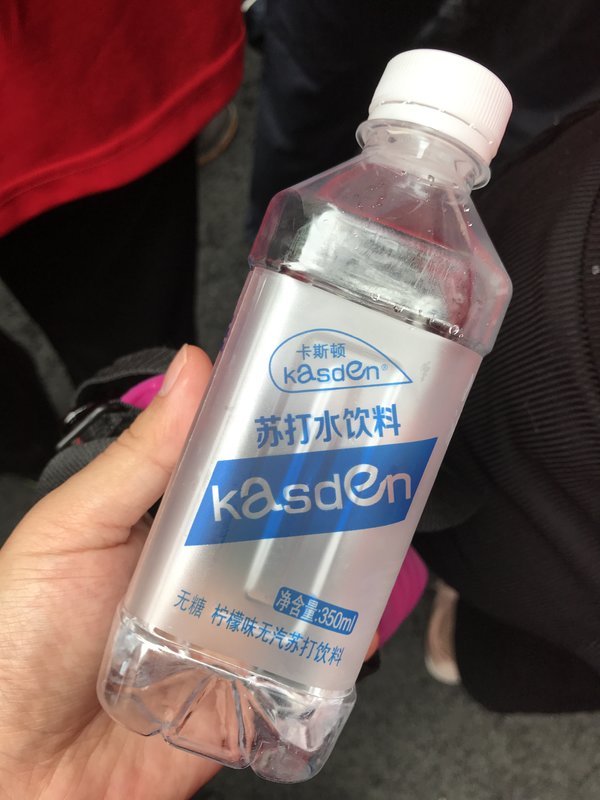 卡斯顿
kasden®
苏打水饮料
kasden
净含量:350ml
无糖 柠檬味无汽苏打饮料